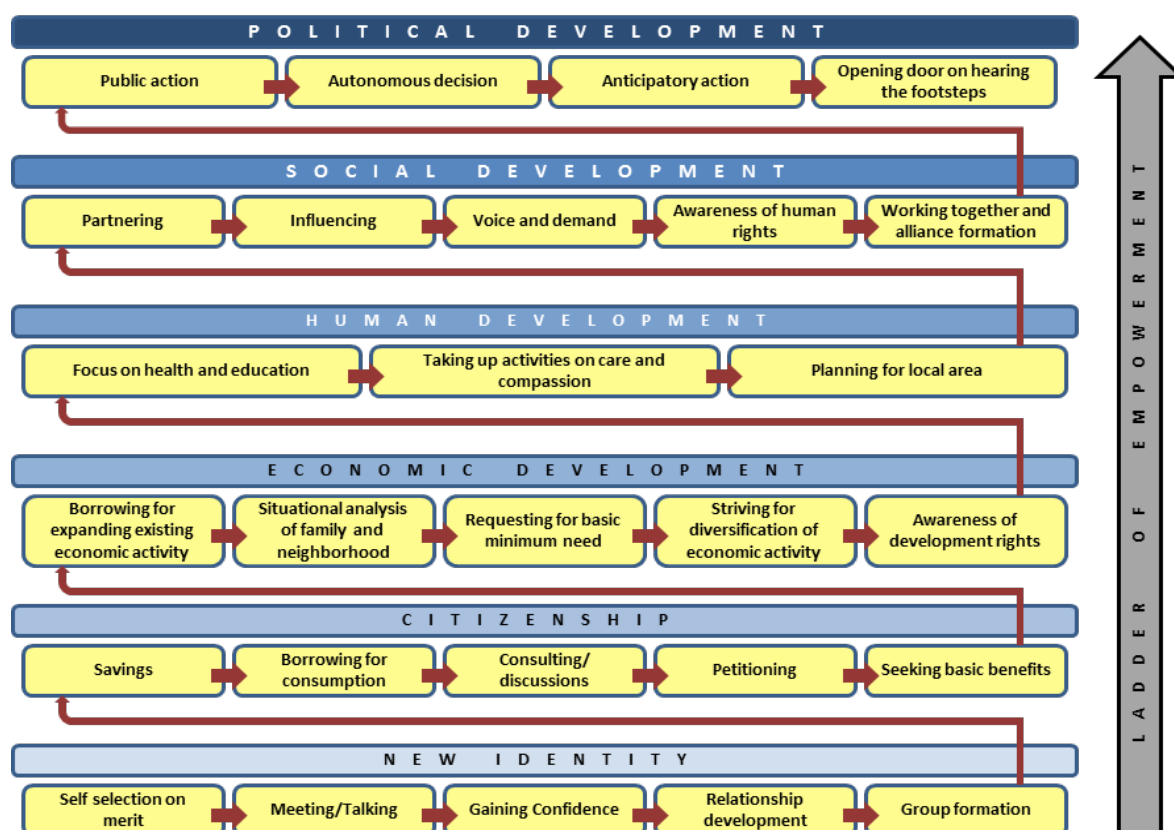 POLITICAL DEVELOPMENT
Public action
Autonomous decision
Anticipatory action
Opening door on hearing
the footsteps
SOCIAL DEVELOPMENT
Partnering
Influencing
Voice and demand
Awareness of human
rights
Working together and
alliance formation
HUMAN DEVELOPMENT
Focus on health and education
Taking up activities on care and
compassion
Planning for local area
ECONOMIC DEVELOPMENT
Borrowing for
expanding existing
economic activity
Situational analysis
of family and
neighborhood
Requesting for basic
minimum need
Striving for
diversification of
economic activity
Awareness of
development rights
CITIZENSHIP
Savings
Borrowing for
consumption
Consulting/
discussions
Petitioning
Seeking basic benefits
NEW IDENTITY
Self selection on
merit
Meeting/Talking
Gaining Confidence
Relationship
development
Group formation
LADDER OF EMPOWERMENT